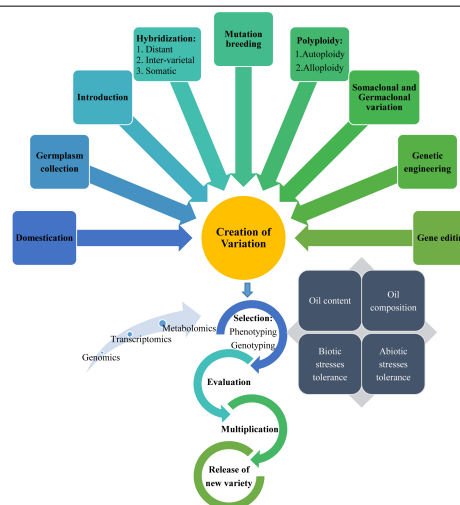 Mutation
breeding
Hybridization:
1. Distant
2. Inter-varietal
3. Somatic
Polyploidy:
1.Autoploidy
2.Alloploidy
Introduction
Somaclonal and
Germaclonal
variation
Germplasm
collection
Genetic
engineering
Domestication
Creation of
Variation
Gene editin
Selection:
Phenotyping
Genotyping
Metabolomics
Transcriptomics
Genomics
Oil content
Oil
composition
Biotic
stresses
tolerance
Abiotic
stresses
tolerance
Evaluation
Multiplication
Release of
new variety